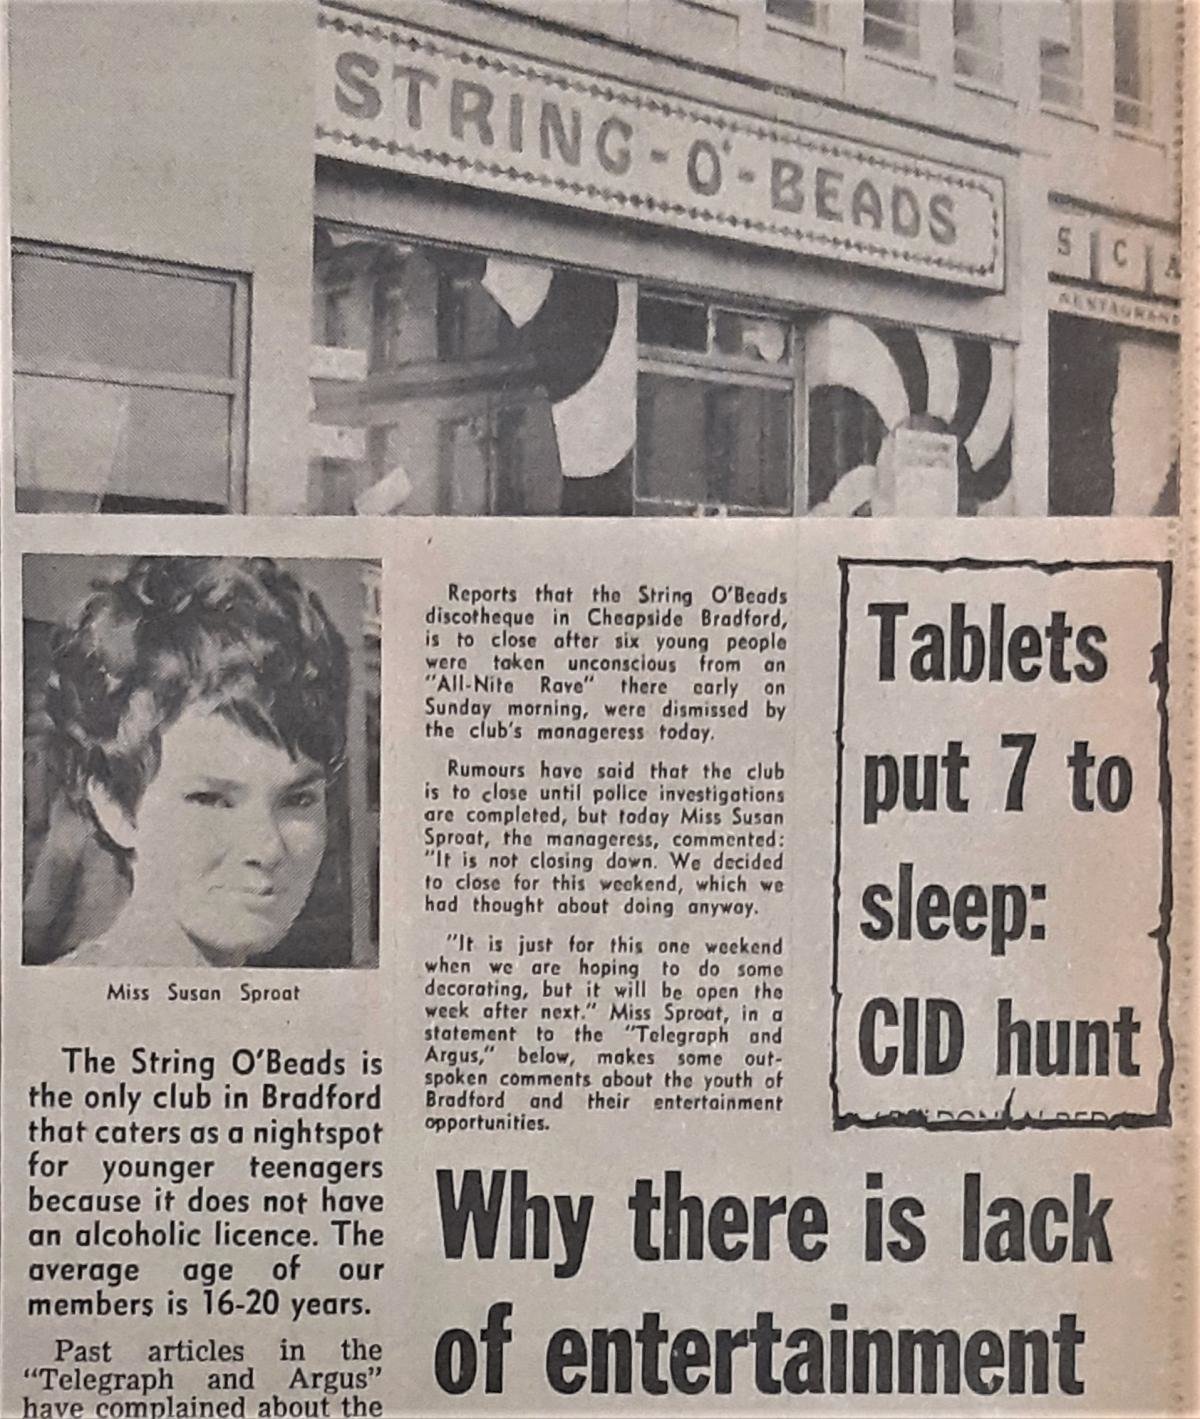 STRING-O'-BEADS
S C A
RESTAURANT
Miss Susan Sproat
The String O'Beads is
the only club in Bradford
that caters as a nightspot
for younger teenagers
because it does not have
an alcoholic licence. The
average age of our
members is 16-20 years.
Past articles in the
"Telegraph and Argus"
have complained about the
Reports that the String O'Beads
discotheque in Cheapside Bradford,
is to close after six young people
were taken unconscious from an
"All-Nite Rave" there early on
Sunday morning, were dismissed by
the club's manageress today.
Rumours have said that the club
is to close until police investigations
are completed, but today Miss Susan
Sproat, the manageress, commented:
"It is not closing down. We decided
to close for this weekend, which we
had thought about doing anyway.
"It is just for this one weekend
when we are hoping to do some
decorating, but it will be open the
week after next." Miss Sproat, in a
statement to the "Telegraph and
Argus," below, makes some out-
spoken comments about the youth of
Bradford and their entertainment
opportunities.
Tablets
put 7 to
sleep:
CID hunt
Why there is lack
of entertainment